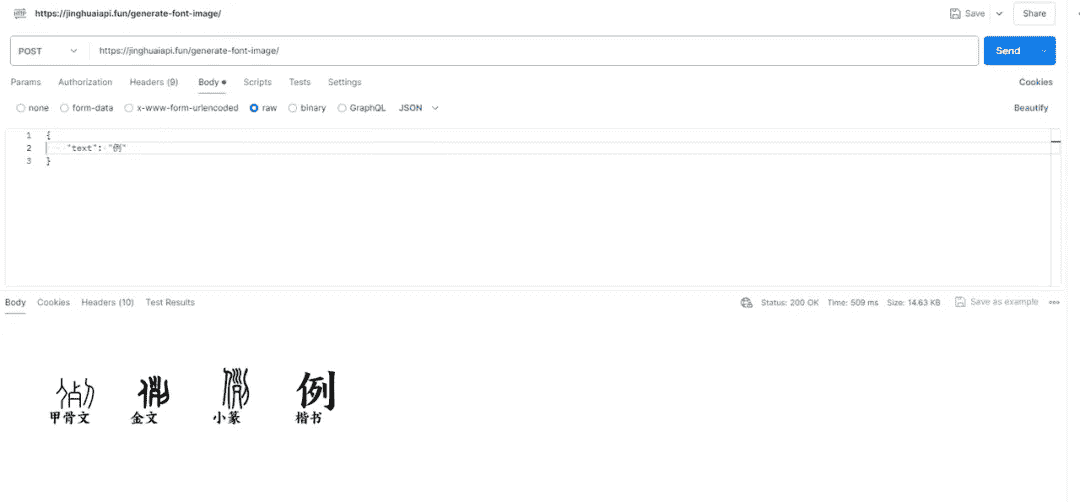 HTTP https://jinghuaiapi.fun/generate-font-image/ Save Share
POST https://jinghuaiapi.fun/generate-font-image/ Send
Params Authorization Headers (9) Body Scripts Tests Settings Cookies
none form-data x-www-form-urlencoded raw binary GraphQL JSON Beautify
1 {
2 "text": "例"
3 }
Body Cookies Headers (10) Test Results Status: 200 OK Time: 509 ms Size: 14.63 KB Save as example
例
甲骨文 金文 小篆 楷书